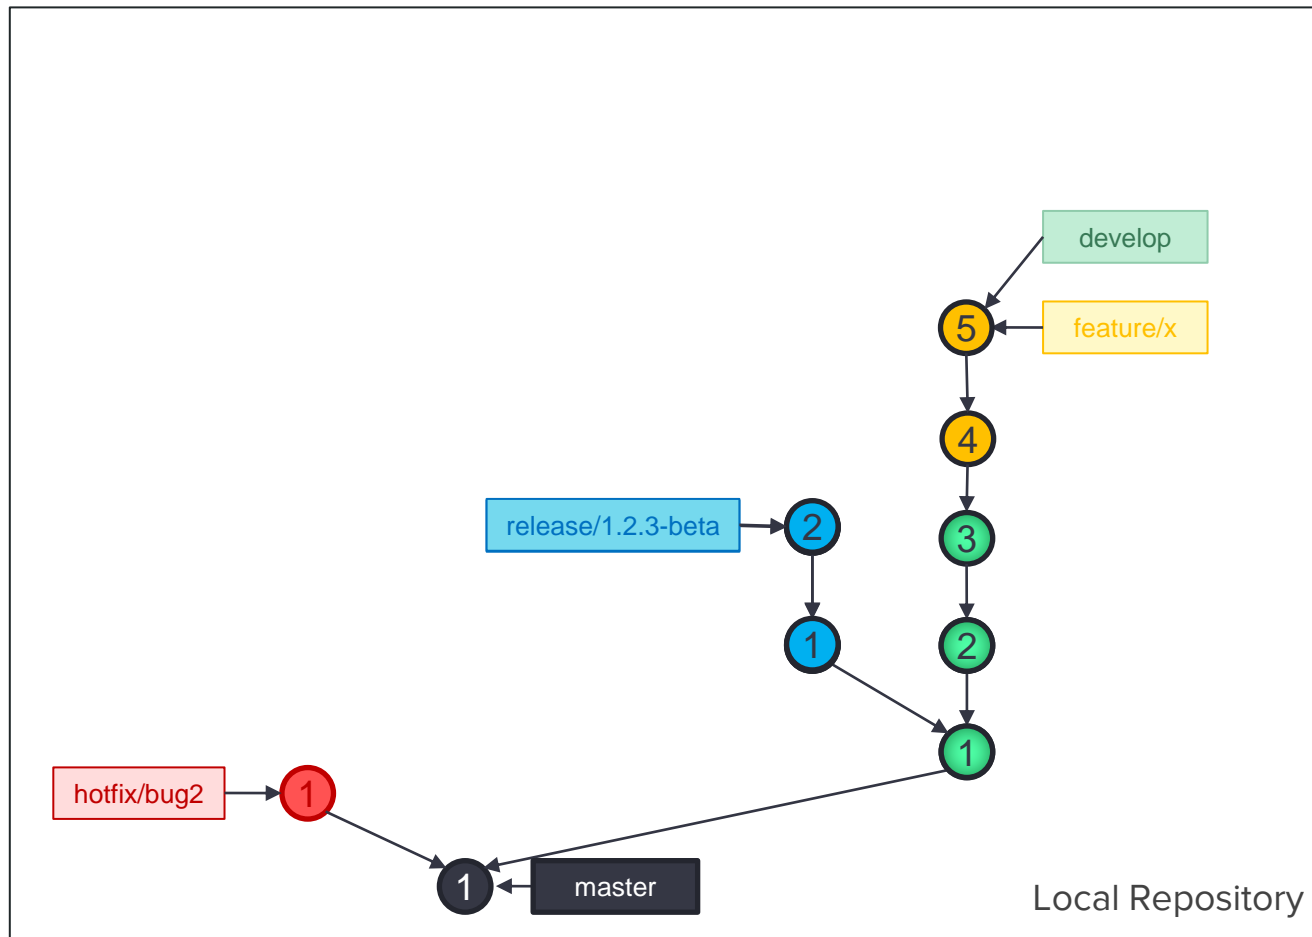 develop
5
feature/x
4
release/1.2.3-beta
2
3
1
2
1
hotfix/bug2
1
1
master
Local Repository